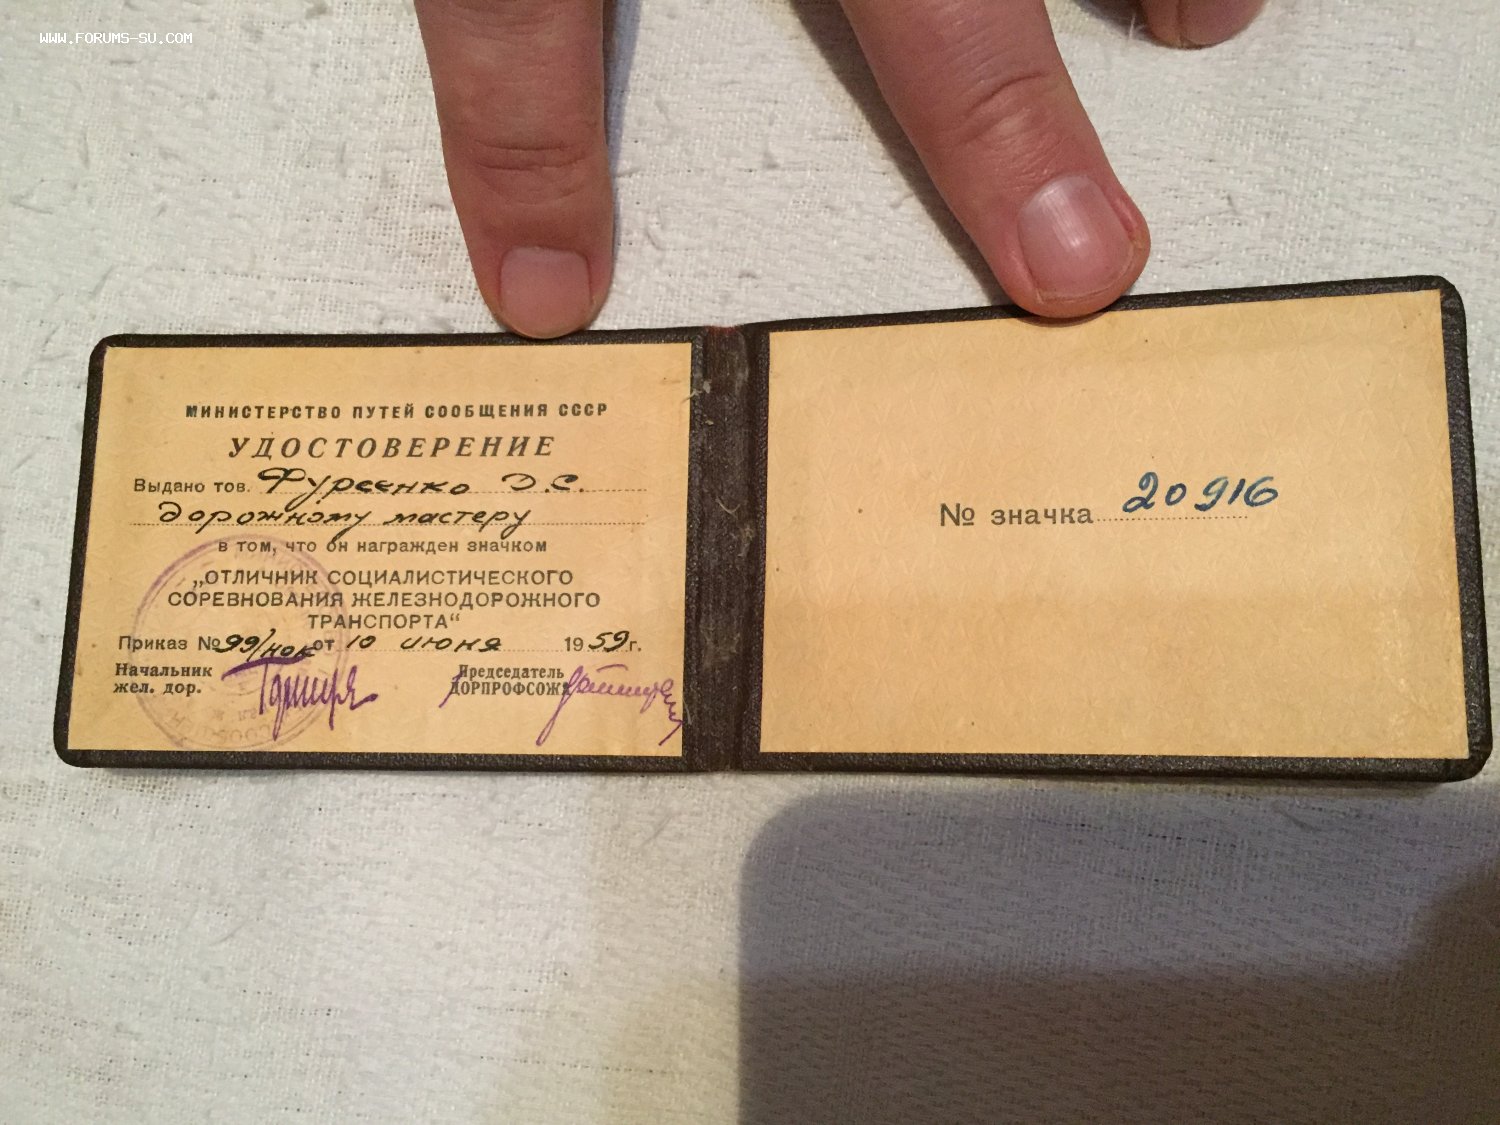 WWW.FORUMS-SU.COM
МИНИСТЕРСТВО ПУТЕЙ СООБЩЕНИЯ СССР
УДОСТОВЕРЕНИЕ
Выдано тов. Фурсенко Э.С.
дорожному мастеру
в том, что он награжден значком
„ОТЛИЧНИК СОЦИАЛИСТИЧЕСКОГО
СОРЕВНОВАНИЯ ЖЕЛЕЗНОДОРОЖНОГО
ТРАНСПОРТА“
Приказ № 99/нок от 10 июня 1959 г.
Начальник
жел. дор.
Председатель
ДОРПРОФСОЖ
№ значка 20916